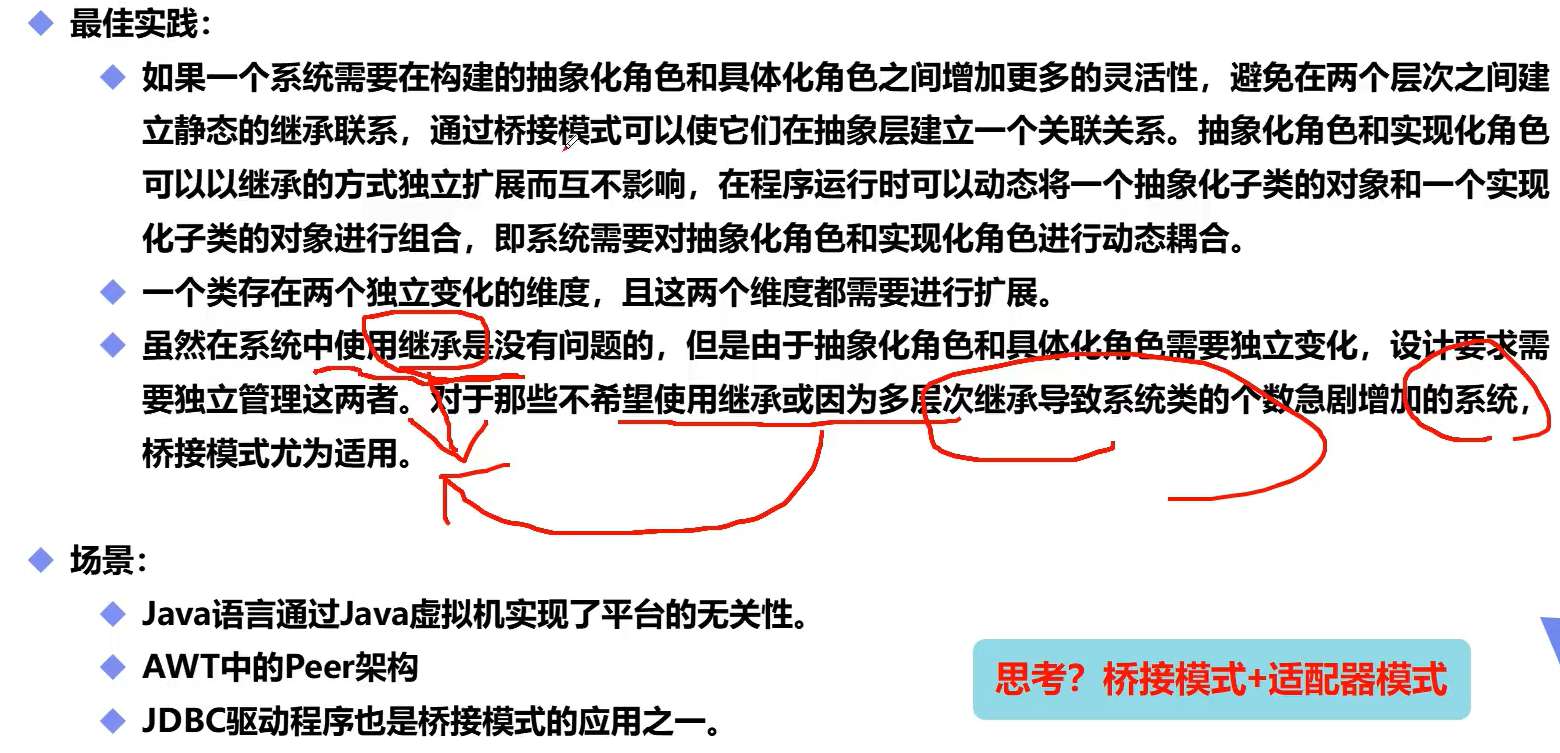 最佳实践：
如果一个系统需要在构建的抽象化角色和具体化角色之间增加更多的灵活性，避免在两个层次之间建
立静态的继承联系，通过桥接模式可以使它们在抽象层建立一个关联关系。抽象化角色和实现化角色
可以以继承的方式独立扩展而互不影响，在程序运行时可以动态将一个抽象化子类的对象和一个实现
化子类的对象进行组合，即系统需要对抽象化角色和实现化角色进行动态耦合。
一个类存在两个独立变化的维度，且这两个维度都需要进行扩展。
虽然在系统中使用继承是没有问题的，但是由于抽象化角色和具体化角色需要独立变化，设计要求需
要独立管理这两者。对于那些不希望使用继承或因为多层次继承导致系统类的个数急剧增加的系统，
桥接模式尤为适用。
场景：
Java语言通过Java虚拟机实现了平台的无关性。
AWT中的Peer架构
JDBC驱动程序也是桥接模式的应用之一。
思考？桥接模式+适配器模式